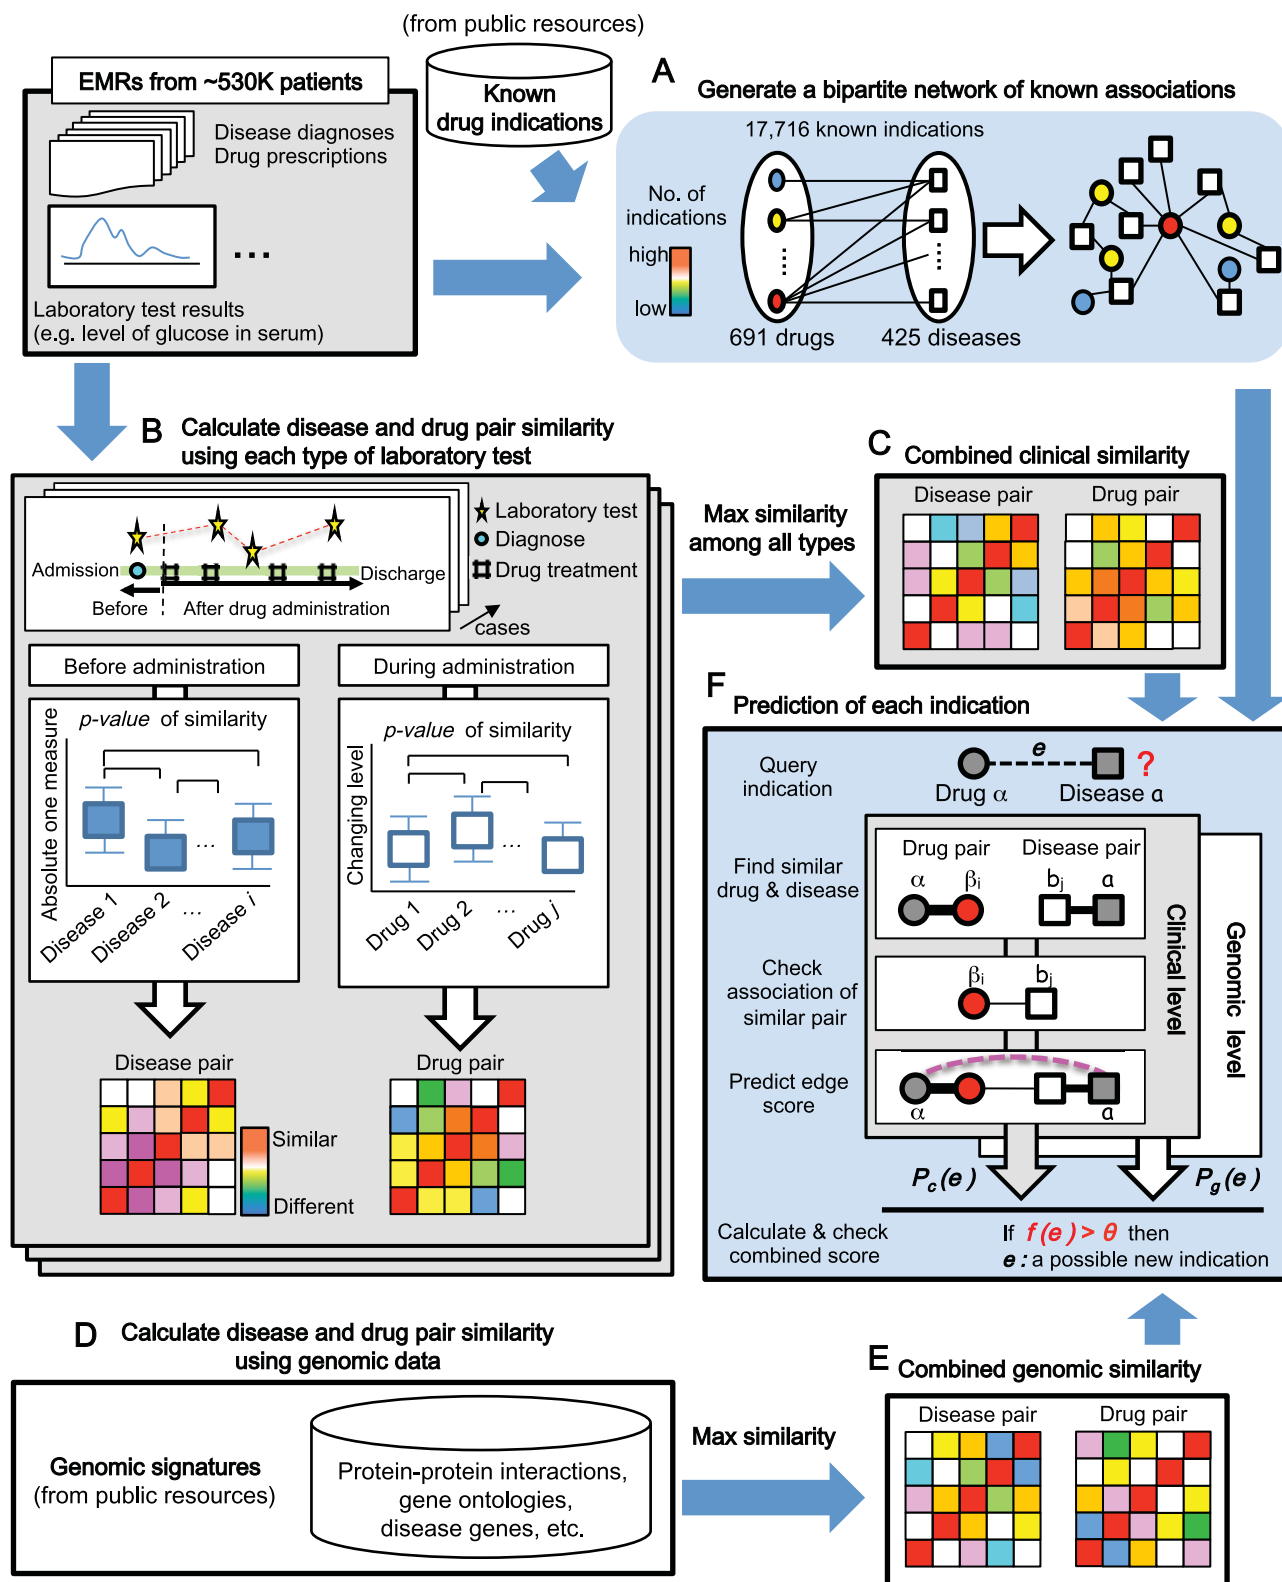 (from public resources)
EMRs from ~530K patients
Known
drug indications
Disease diagnoses
Drug prescriptions
...
Laboratory test results
(e.g. level of glucose in serum)
A
Generate a bipartite network of known associations
17,716 known indications
No. of
indications
high
low
691 drugs
425 diseases
B
Calculate disease and drug pair similarity
using each type of laboratory test
Laboratory test
Diagnose
Drug treatment
Admission
Discharge
Before
After drug administration
cases
Before administration
During administration
p-value of similarity
Absolute one measure
...
Disease 1
Disease 2
...
Disease i
p-value of similarity
Changing level
...
Drug 1
Drug 2
...
Drug j
Disease pair
Similar
Different
Drug pair
Max similarity
among all types
C
Combined clinical similarity
Disease pair
Drug pair
F
Prediction of each indication
Query
indication
e
?
Drug α
Disease a
Find similar
drug & disease
Drug pair
Disease pair
α
βi
bj
a
Check
association of
similar pair
βi
bj
Predict edge
score
α
a
Clinical level
Genomic level
Pc(e)
Pg(e)
Calculate & check
combined score
If f(e) > θ then
e : a possible new indication
D
Calculate disease and drug pair similarity
using genomic data
Genomic signatures
(from public resources)
Protein-protein interactions,
gene ontologies,
disease genes, etc.
Max similarity
E
Combined genomic similarity
Disease pair
Drug pair